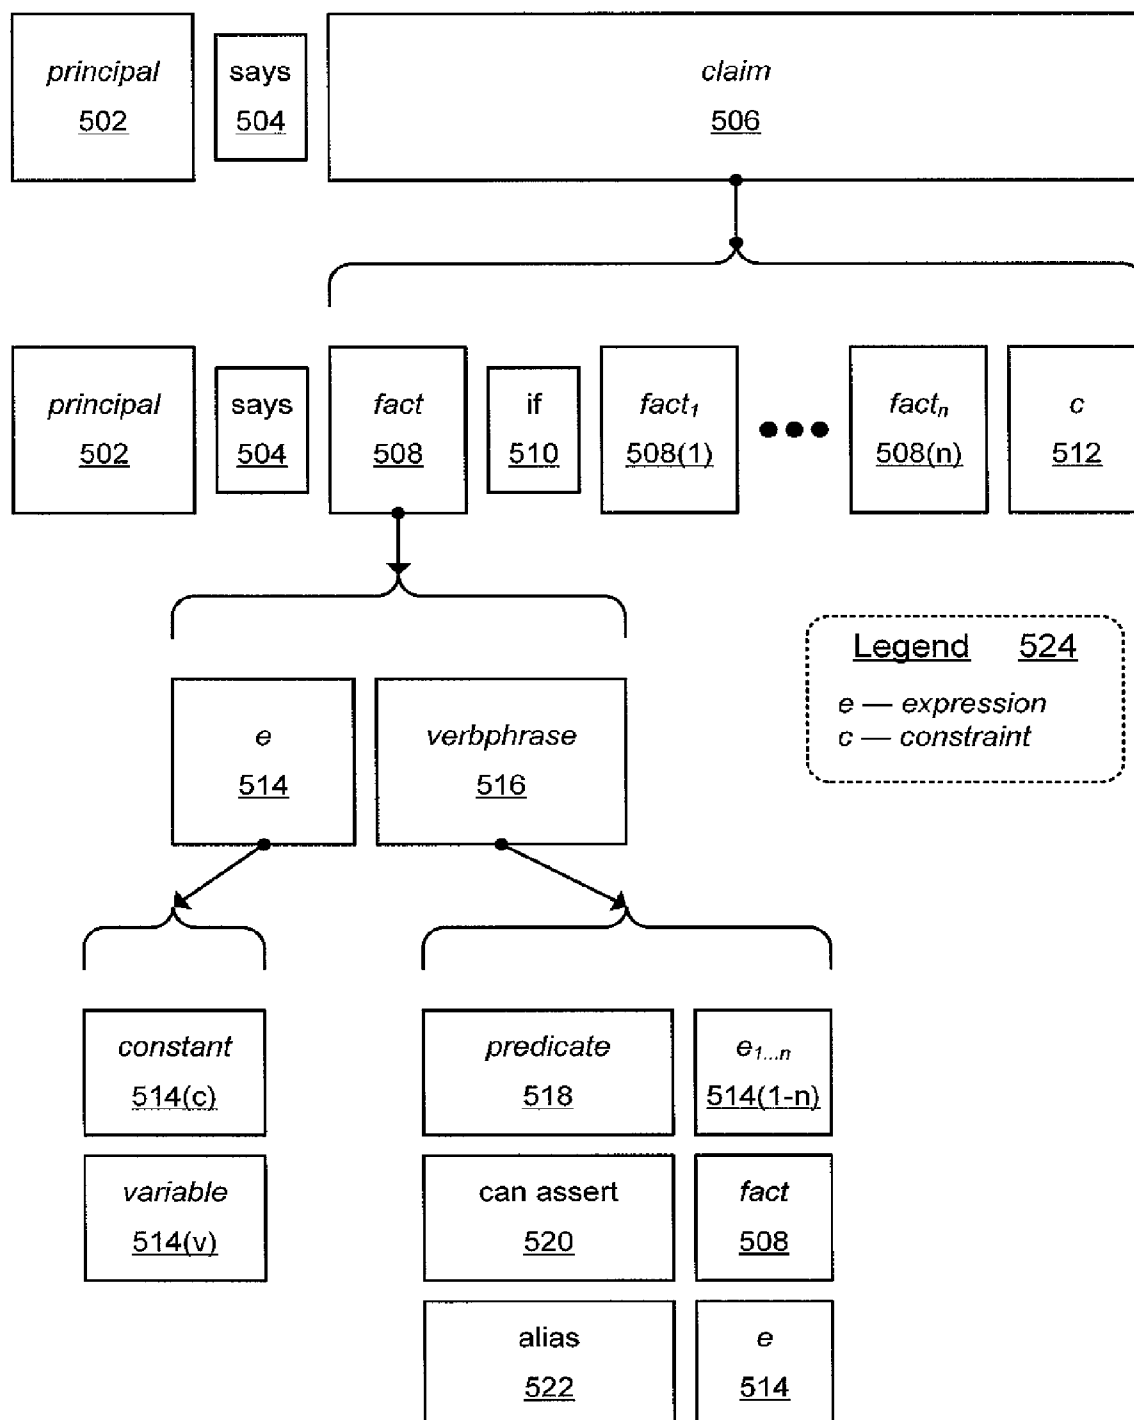 principal says claim
502 504 506
principal says fact if fact1 factn c
502 504 508 510 508(1) 508(n) 512
Legend 524
e — expression
c — constraint
e verbphrase
514 516
constant predicate e1...n
514(c) 518 514(1-n)
variable can assert fact
514(v) 520 508
alias e
522 514